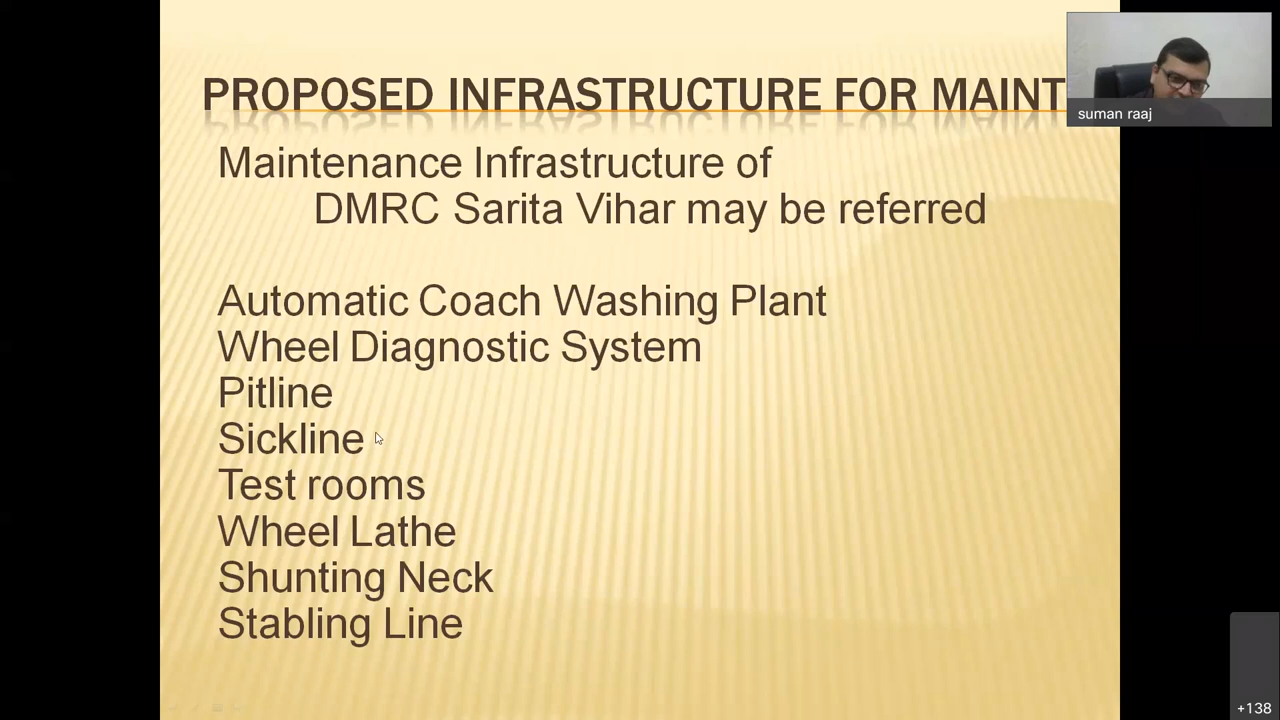 PROPOSED INFRASTRUCTURE FOR MAINT
suman raaj
Maintenance Infrastructure of
DMRC Sarita Vihar may be referred
Automatic Coach Washing Plant
Wheel Diagnostic System
Pitline
Sickline
Test rooms
Wheel Lathe
Shunting Neck
Stabling Line
+138